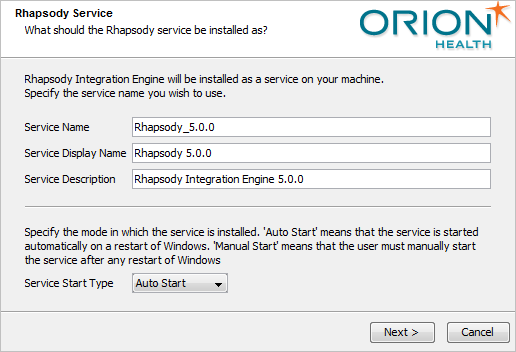 Rhapsody Service
What should the Rhapsody service be installed as?
ORION
HEALTH
Rhapsody Integration Engine will be installed as a service on your machine.
Specify the service name you wish to use.
Service Name Rhapsody_5.0.0
Service Display Name Rhapsody 5.0.0
Service Description Rhapsody Integration Engine 5.0.0
Specify the mode in which the service is installed. 'Auto Start' means that the service is started
automatically on a restart of Windows. 'Manual Start' means that the user must manually start
the service after any restart of Windows
Service Start Type Auto Start
Next > Cancel